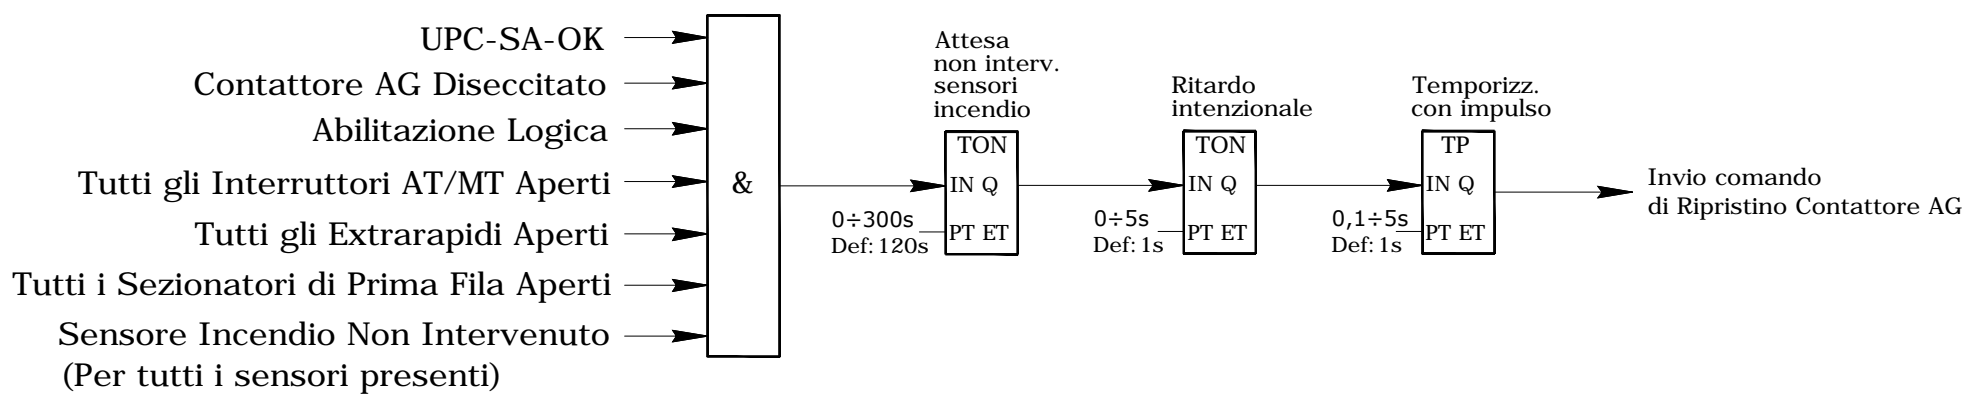 UPC-SA-OK
Contattore AG Diseccitato
Abilitazione Logica
Tutti gli Interruttori AT/MT Aperti
Tutti gli Extrarapidi Aperti
Tutti i Sezionatori di Prima Fila Aperti
Sensore Incendio Non Intervenuto
(Per tutti i sensori presenti)
&
Attesa
non interv.
sensori
incendio
TON
IN Q
PT ET
0÷300s
Def: 120s
Ritardo
intenzionale
TON
IN Q
PT ET
0÷5s
Def: 1s
Temporizz.
con impulso
TP
IN Q
PT ET
0,1÷5s
Def: 1s
Invio comando
di Ripristino Contattore AG